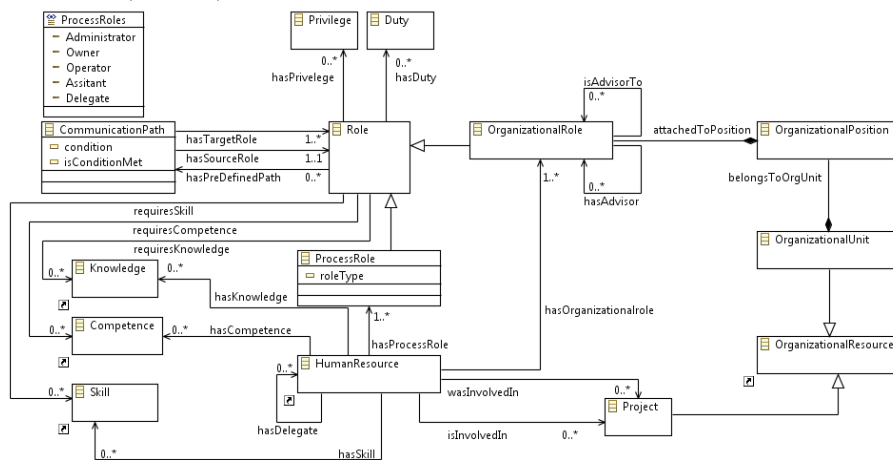 ProcessRoles
Administrator
Owner
Operator
Assitant
Delegate
Privilege
Duty
0..*
0..*
hasPrivelege
hasDuty
CommunicationPath
condition
isConditionMet
hasTargetRole
1..*
hasSourceRole
1..1
hasPreDefinedPath
0..*
Role
OrganizationalRole
isAdvisorTo
0..*
attachedToPosition
OrganizationalPosition
0..*
hasAdvisor
1..*
belongsToOrgUnit
requiresSkill
requiresCompetence
requiresKnowledge
OrganizationalUnit
0..*
Knowledge
0..*
hasKnowledge
ProcessRole
roleType
1..*
hasOrganizationalrole
0..*
Competence
0..*
hasCompetence
hasProcessRole
OrganizationalResource
0..*
Skill
0..*
HumanResource
wasInvolvedIn
0..*
Project
hasDelegate
isInvolvedIn
0..*
0..*
hasSkill